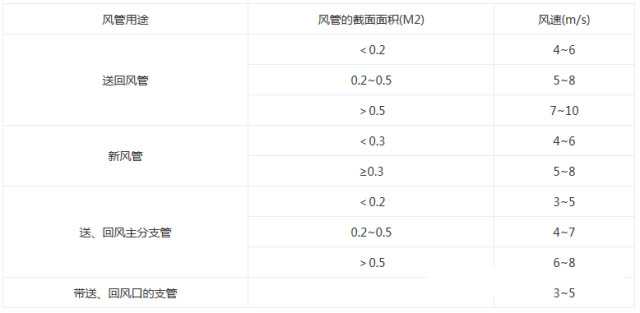 风管用途 风管的截面面积(M2) 风速(m/s)
送回风管 ＜0.2 4~6
0.2~0.5 5~8
＞0.5 7~10
新风管 ＜0.3 4~6
≥0.3 5~8
送、回风主分支管 ＜0.2 3~5
0.2~0.5 4~7
＞0.5 6~8
带送、回风口的支管 3~5